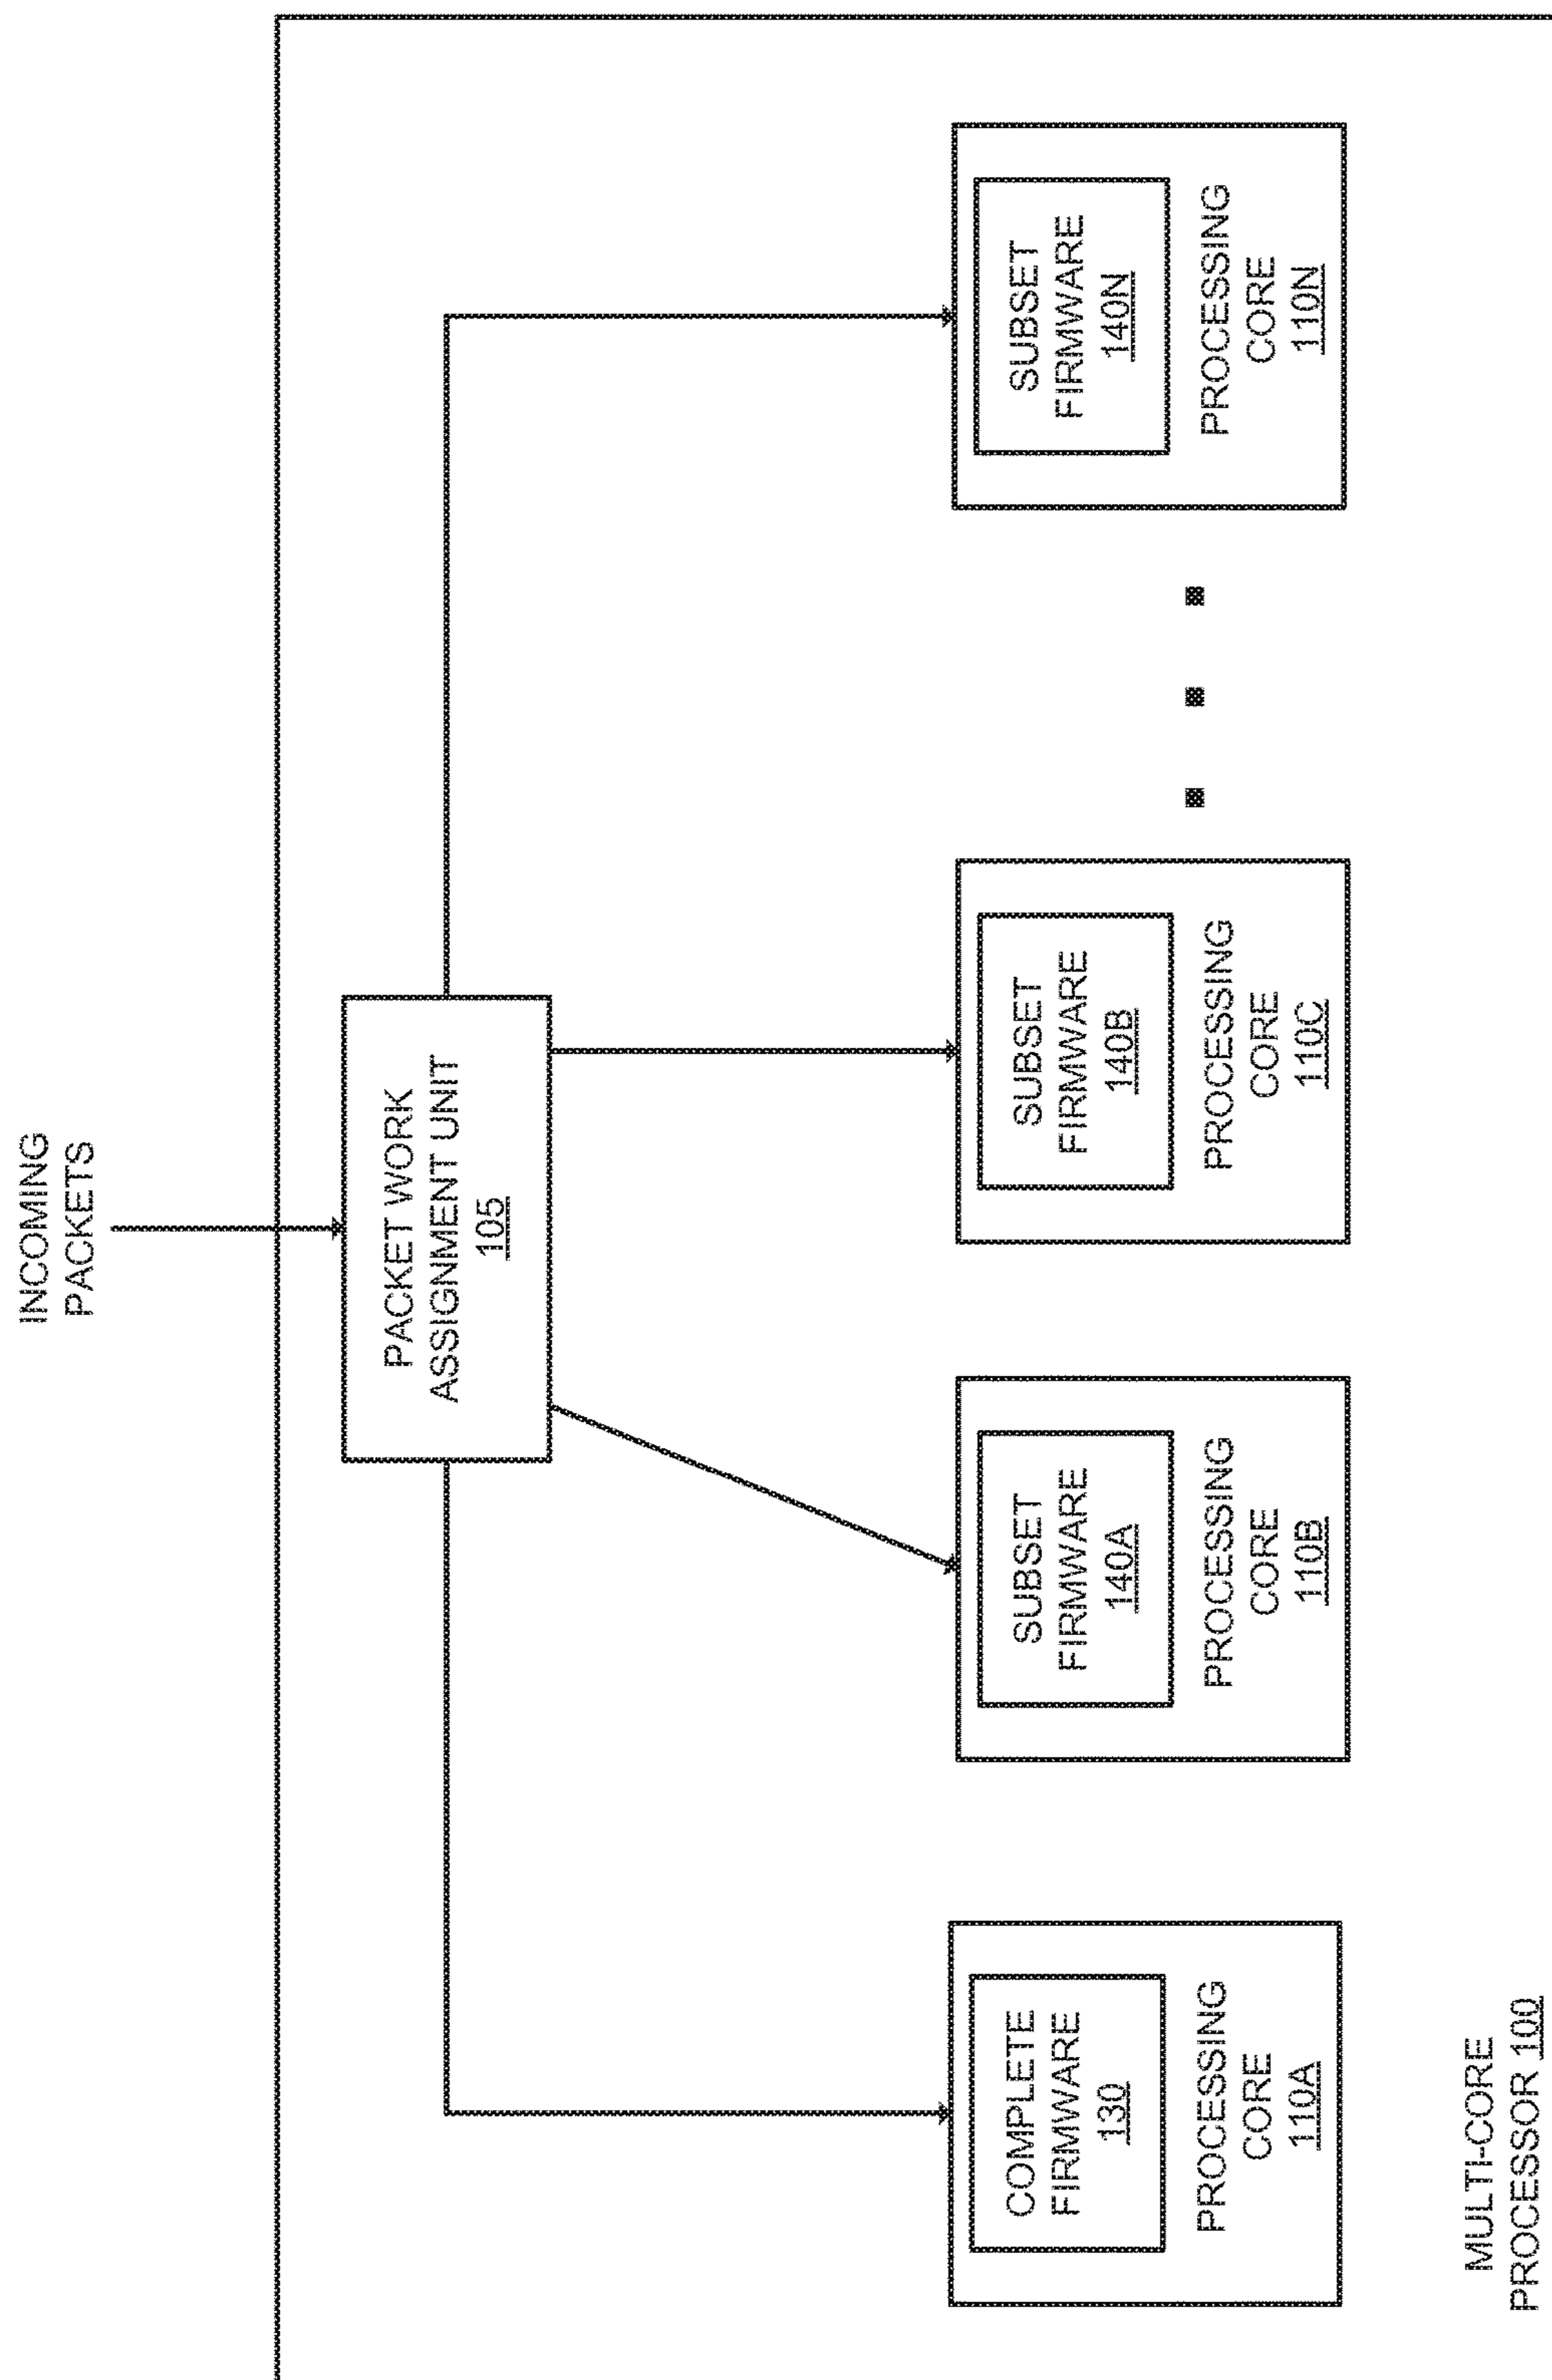 INCOMING
PACKETS
PACKET WORK
ASSIGNMENT UNIT
105
COMPLETE
FIRMWARE
130
PROCESSING
CORE
110A
SUBSET
FIRMWARE
140A
PROCESSING
CORE
110B
SUBSET
FIRMWARE
140B
PROCESSING
CORE
110C
SUBSET
FIRMWARE
140N
PROCESSING
CORE
110N
MULTI-CORE
PROCESSOR 100